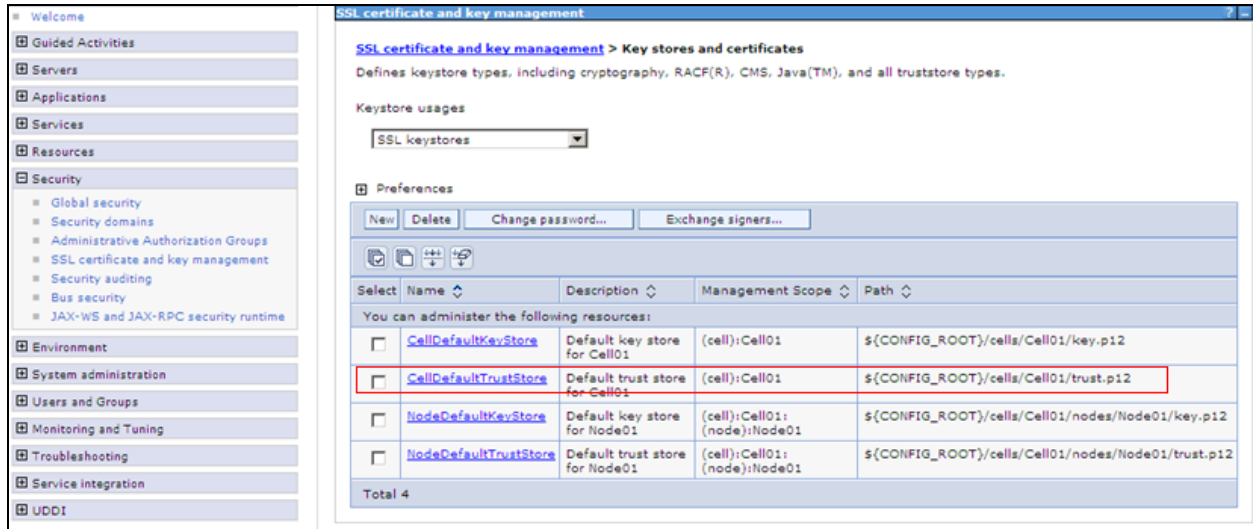 Welcome
Guided Activities
Servers
Applications
Services
Resources
Security
Global security
Security domains
Administrative Authorization Groups
SSL certificate and key management
Security auditing
Bus security
JAX-WS and JAX-RPC security runtime
Environment
System administration
Users and Groups
Monitoring and Tuning
Troubleshooting
Service integration
UDDI
SSL certificate and key management ? -
SSL certificate and key management > Key stores and certificates
Defines keystore types, including cryptography, RACF(R), CMS, Java(TM), and all truststore types.
Keystore usages
SSL keystores
Preferences
New Delete Change password... Exchange signers...
Select Name Description Management Scope Path
You can administer the following resources:
CellDefaultKeyStore Default key store (cell):Cell01 ${CONFIG_ROOT}/cells/Cell01/key.p12
for Cell01
CellDefaultTrustStore Default trust store (cell):Cell01 ${CONFIG_ROOT}/cells/Cell01/trust.p12
for Cell01
NodeDefaultKeyStore Default key store (cell):Cell01: ${CONFIG_ROOT}/cells/Cell01/nodes/Node01/key.p12
for Node01 (node):Node01
NodeDefaultTrustStore Default trust store (cell):Cell01: ${CONFIG_ROOT}/cells/Cell01/nodes/Node01/trust.p12
for Node01 (node):Node01
Total 4